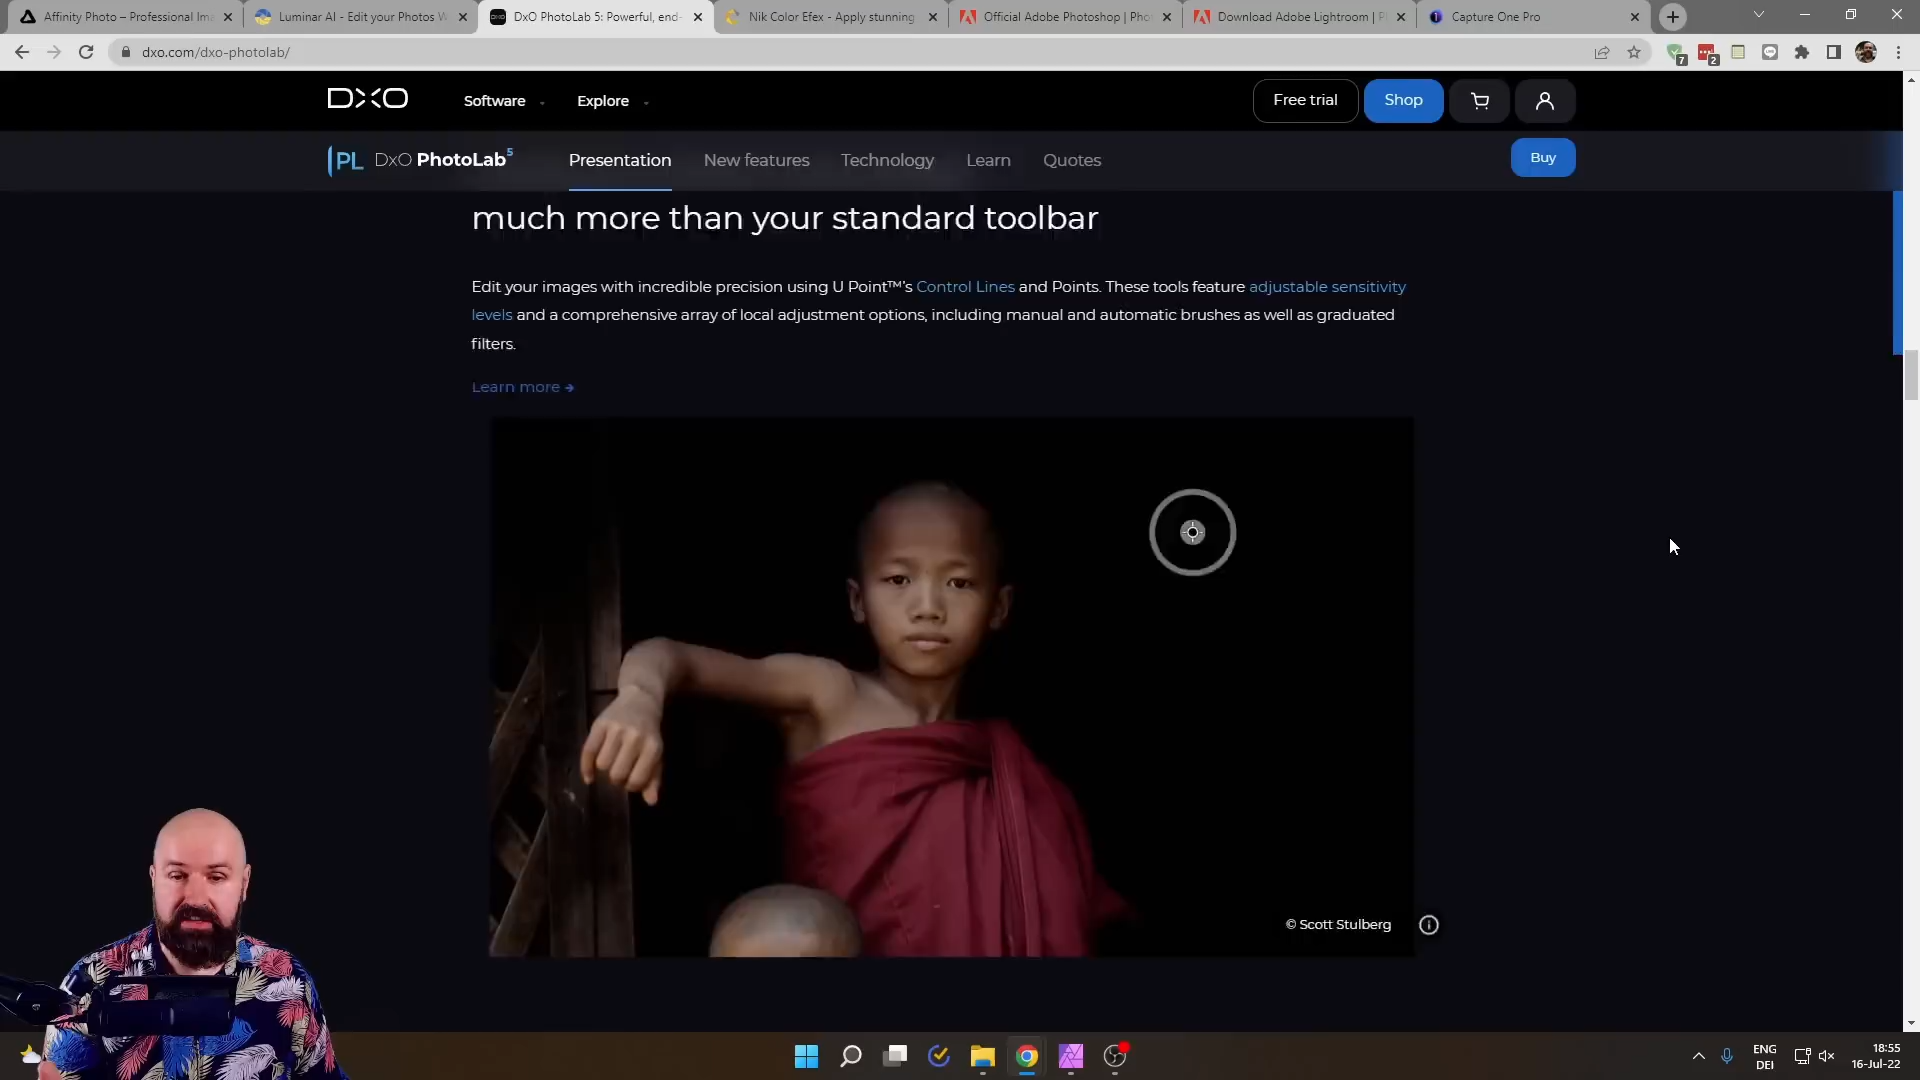 Affinity Photo – Professional Ima
Luminar AI - Edit your Photos W
DxO PhotoLab 5: Powerful, end-
Nik Color Efex - Apply stunning
Official Adobe Photoshop | Pho
Download Adobe Lightroom | P
Capture One Pro
dxo.com/dxo-photolab/
7
2
DXO
Software
Explore
Free trial
Shop
PL DxO PhotoLab 5
Presentation
New features
Technology
Learn
Quotes
Buy
much more than your standard toolbar
Edit your images with incredible precision using U Point™'s Control Lines and Points. These tools feature adjustable sensitivity
levels and a comprehensive array of local adjustment options, including manual and automatic brushes as well as graduated
filters.
Learn more →
© Scott Stulberg
ENG
DEI
18:55
16-Jul-22